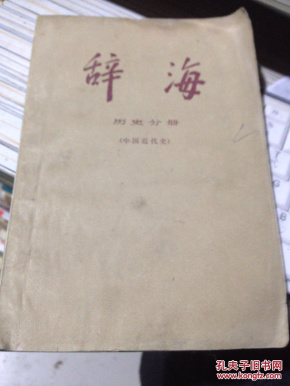 辞海
历史分册
（中国近代史）
孔夫子旧书网